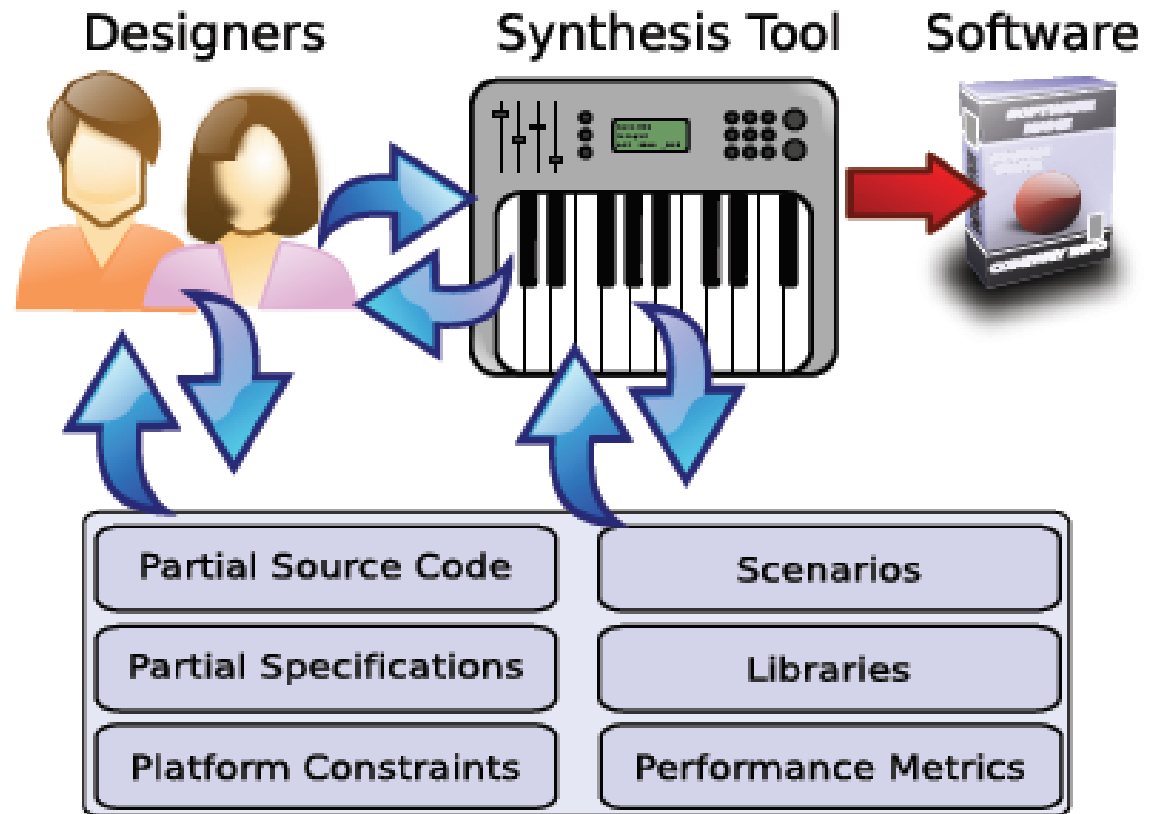 Designers
Synthesis Tool
Software
Partial Source Code
Scenarios
Partial Specifications
Libraries
Platform Constraints
Performance Metrics